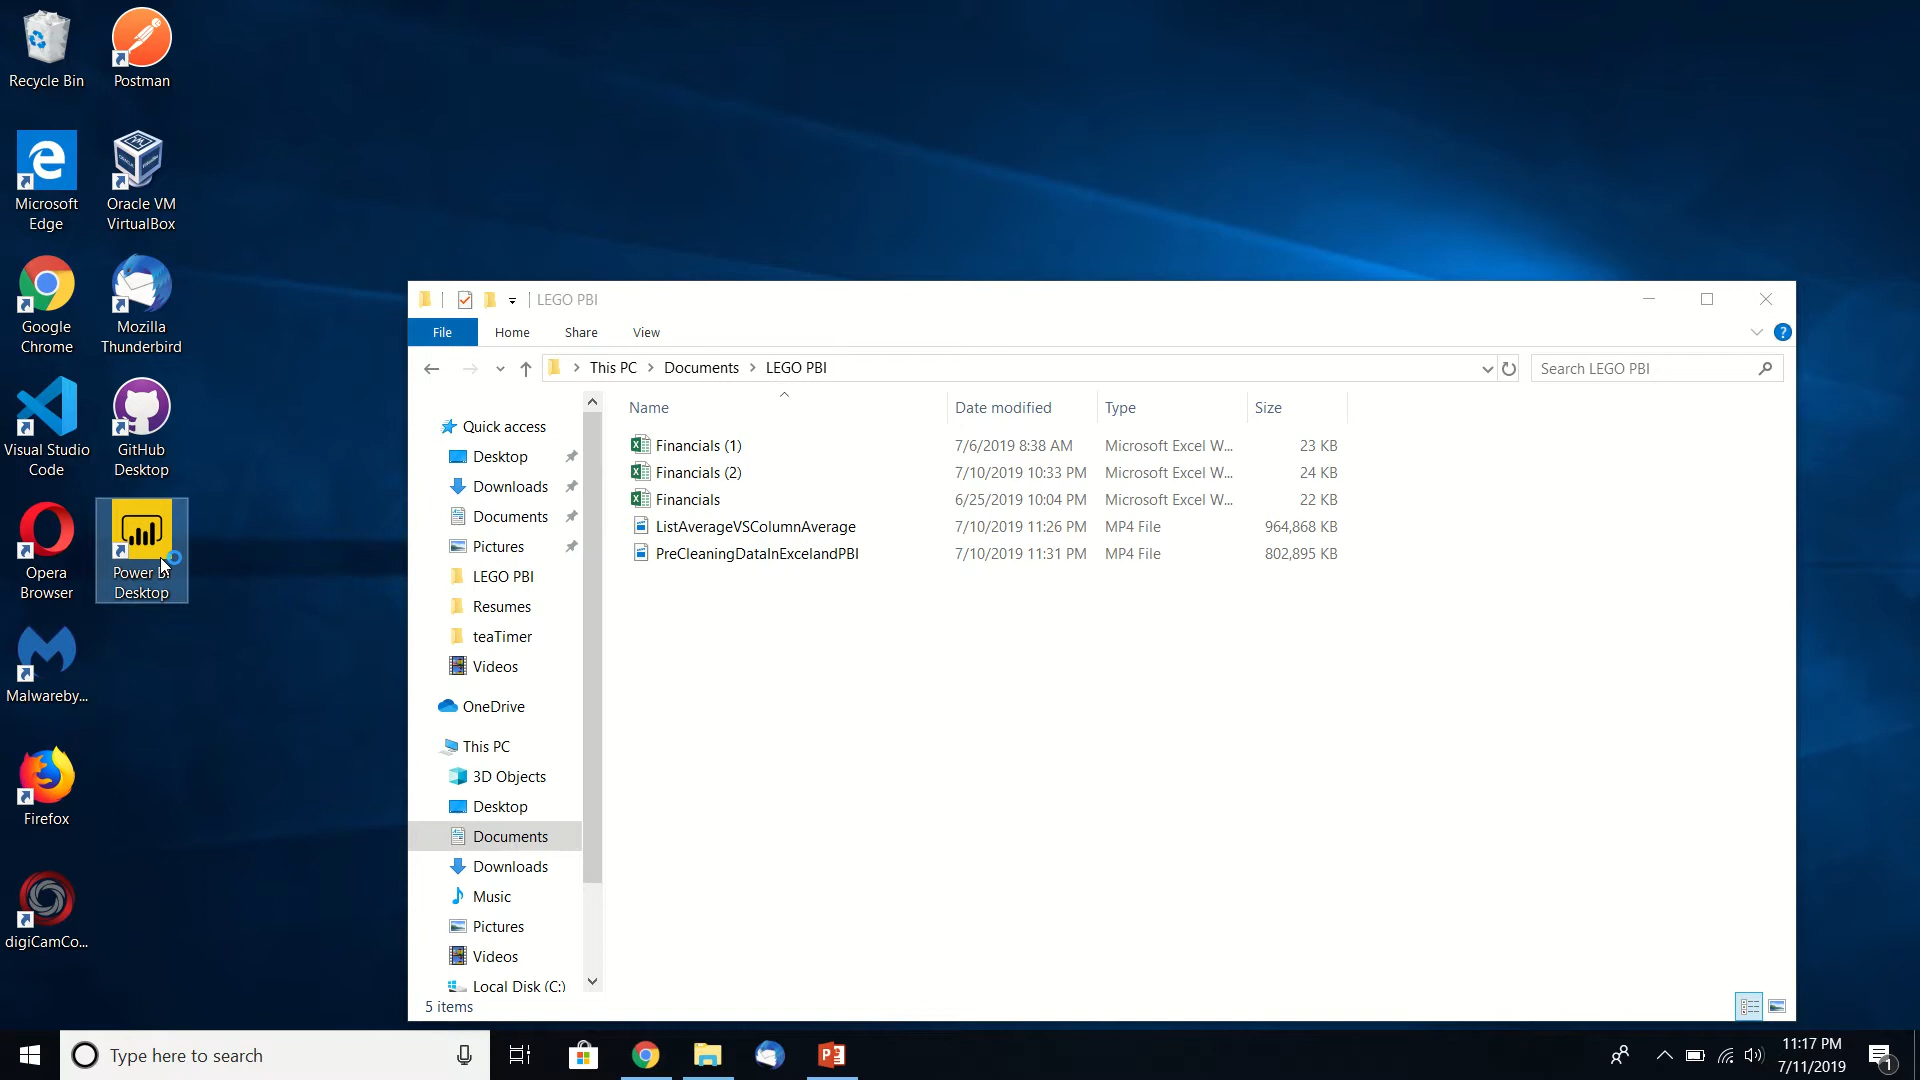 Recycle Bin
Postman
Microsoft
Edge
Oracle VM
VirtualBox
Google
Chrome
Mozilla
Thunderbird
Visual Studio
Code
GitHub
Desktop
Opera
Browser
Power BI
Desktop
Malwareby...
Firefox
digiCamCo...
LEGO PBI
File
Home
Share
View
This PC
Documents
LEGO PBI
Search LEGO PBI
Name
Date modified
Type
Size
Financials (1)
7/6/2019 8:38 AM
Microsoft Excel W...
23 KB
Financials (2)
7/10/2019 10:33 PM
Microsoft Excel W...
24 KB
Financials
6/25/2019 10:04 PM
Microsoft Excel W...
22 KB
ListAverageVSColumnAverage
7/10/2019 11:26 PM
MP4 File
964,868 KB
PreCleaningDataInExcelandPBI
7/10/2019 11:31 PM
MP4 File
802,895 KB
Quick access
Desktop
Downloads
Documents
Pictures
LEGO PBI
Resumes
teaTimer
Videos
OneDrive
This PC
3D Objects
Desktop
Documents
Downloads
Music
Pictures
Videos
Local Disk (C:)
5 items
Type here to search
11:17 PM
7/11/2019
1